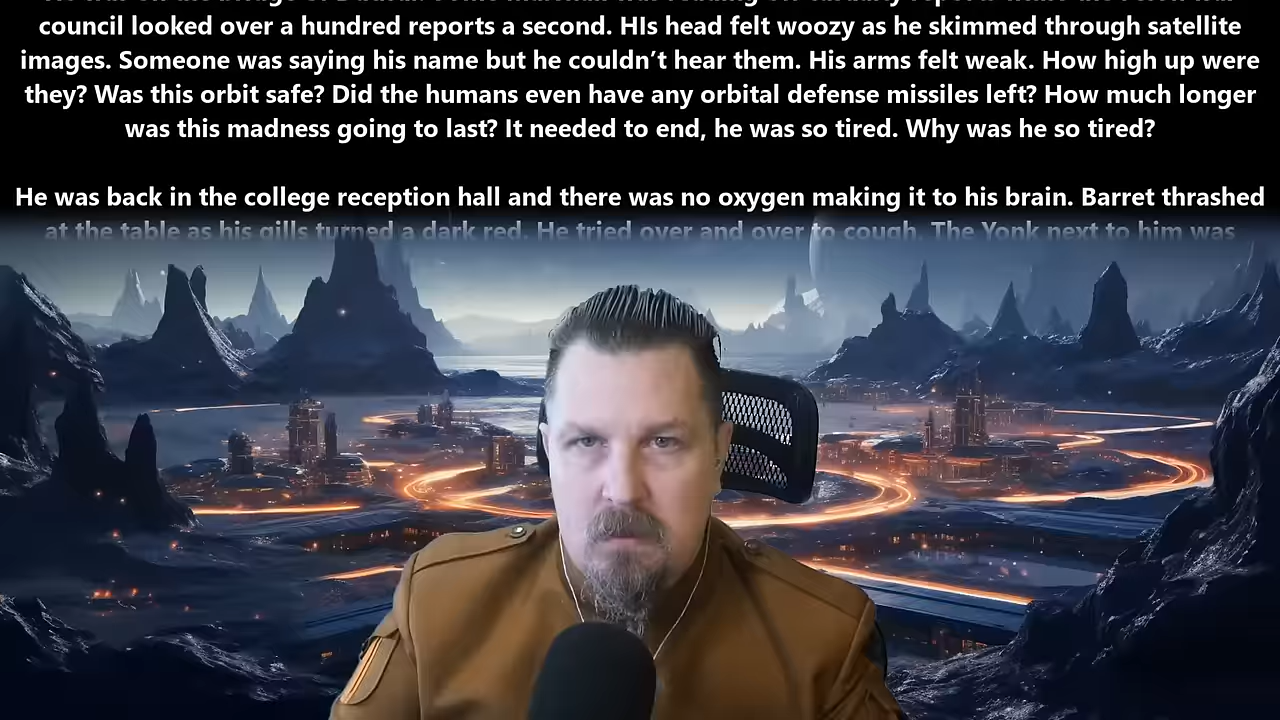 council looked over a hundred reports a second. HIs head felt woozy as he skimmed through satellite
images. Someone was saying his name but he couldn’t hear them. His arms felt weak. How high up were
they? Was this orbit safe? Did the humans even have any orbital defense missiles left? How much longer
was this madness going to last? It needed to end, he was so tired. Why was he so tired?
He was back in the college reception hall and there was no oxygen making it to his brain. Barret thrashed
at the table as his gills turned a dark red. He tried over and over to cough. The Yonk next to him was